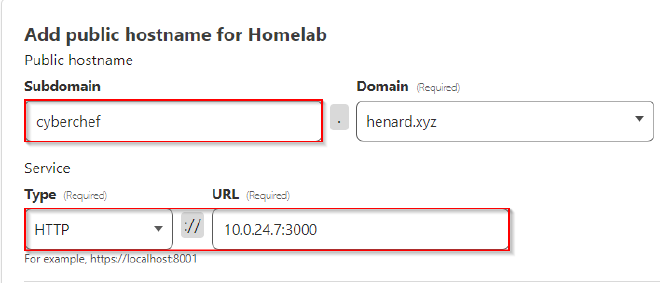 Add public hostname for Homelab
Public hostname
Subdomain Domain (Required)
cyberchef . henard.xyz
Service
Type (Required) URL (Required)
HTTP :// 10.0.24.7:3000
For example, https://localhost:8001